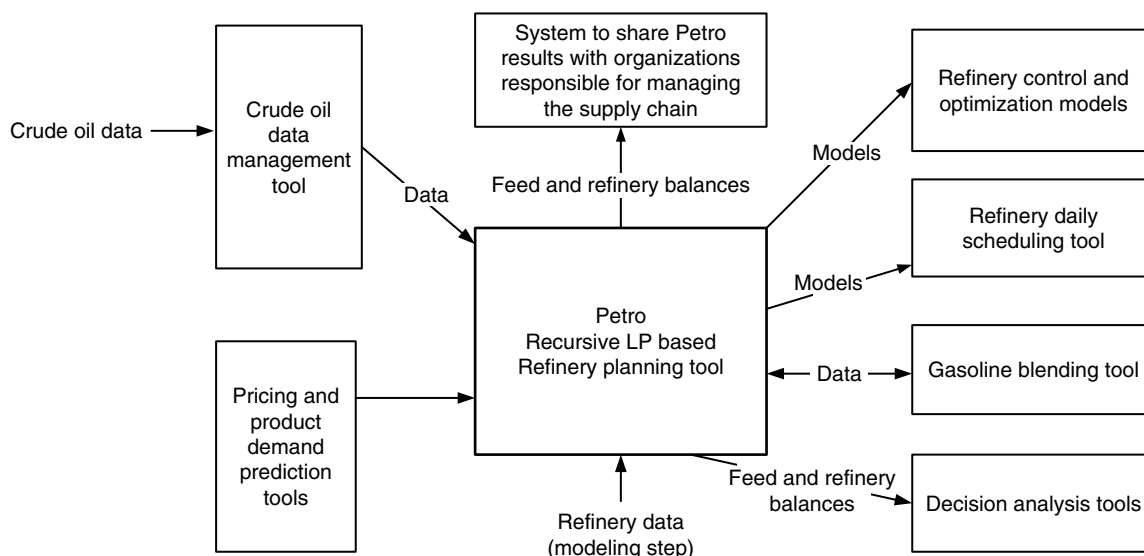 System to share Petro
results with organizations
responsible for managing
the supply chain
Refinery control and
optimization models
Crude oil data
Crude oil
data
management
tool
Models
Data
Feed and refinery balances
Refinery daily
scheduling tool
Models
Petro
Recursive LP based
Refinery planning tool
Data
Gasoline blending tool
Pricing and
product
demand
prediction
tools
Feed and refinery
balances
Decision analysis tools
Refinery data
(modeling step)